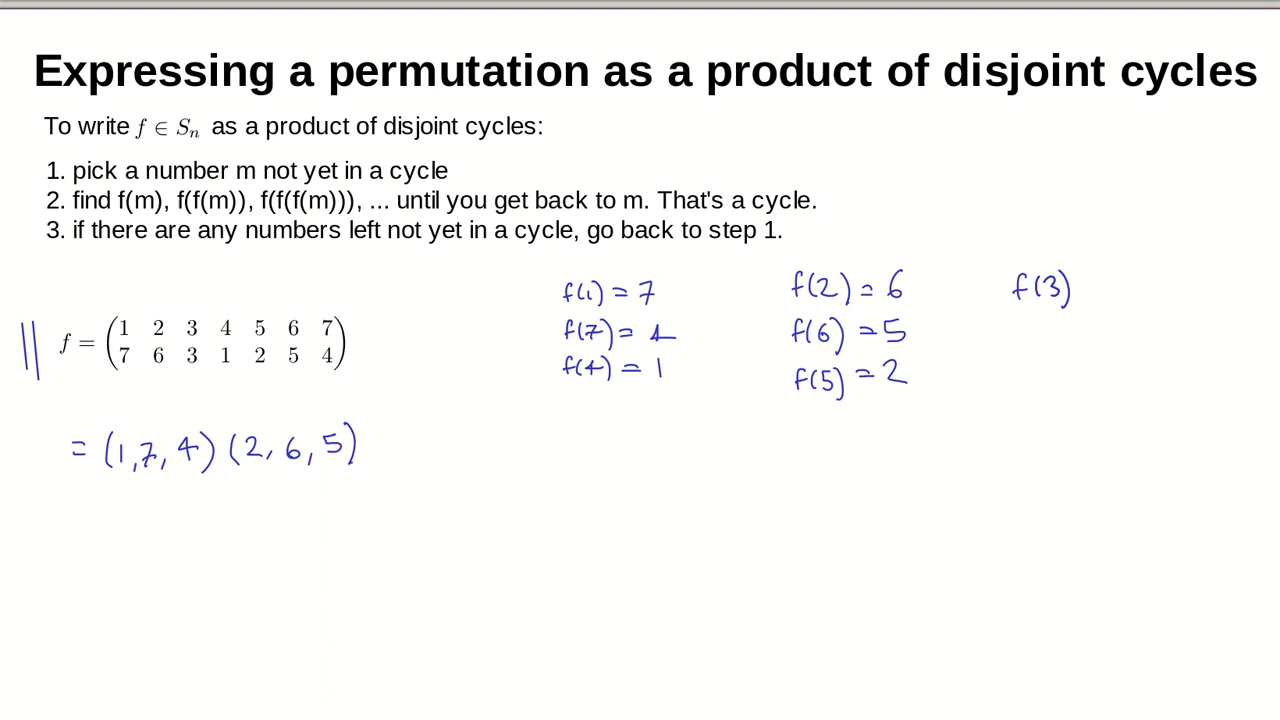 Expressing a permutation as a product of disjoint cycles
To write f ∈ Sₙ as a product of disjoint cycles:
1. pick a number m not yet in a cycle
2. find f(m), f(f(m)), f(f(f(m))), ... until you get back to m. That's a cycle.
3. if there are any numbers left not yet in a cycle, go back to step 1.
f(1) = 7 f(2) = 6 f(3)
f(7) = 4 f(6) = 5
f(4) = 1 f(5) = 2
f = (1 2 3 4 5 6 7
7 6 3 1 2 5 4)
= (1,7,4)(2,6,5)